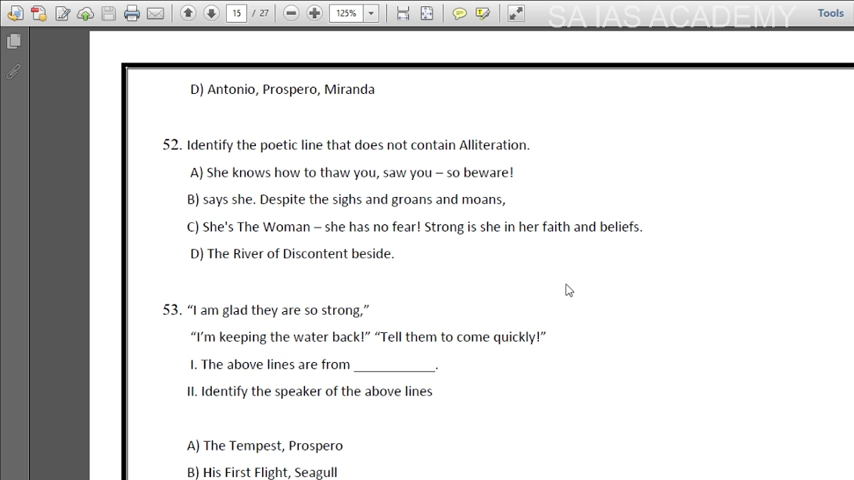 15 / 27
125%
SA IAS ACADEMY
Tools
D) Antonio, Prospero, Miranda
52. Identify the poetic line that does not contain Alliteration.
A) She knows how to thaw you, saw you – so beware!
B) says she. Despite the sighs and groans and moans,
C) She's The Woman – she has no fear! Strong is she in her faith and beliefs.
D) The River of Discontent beside.
53. “I am glad they are so strong,”
“I’m keeping the water back!” “Tell them to come quickly!”
I. The above lines are from ___________.
II. Identify the speaker of the above lines
A) The Tempest, Prospero
B) His First Flight, Seagull